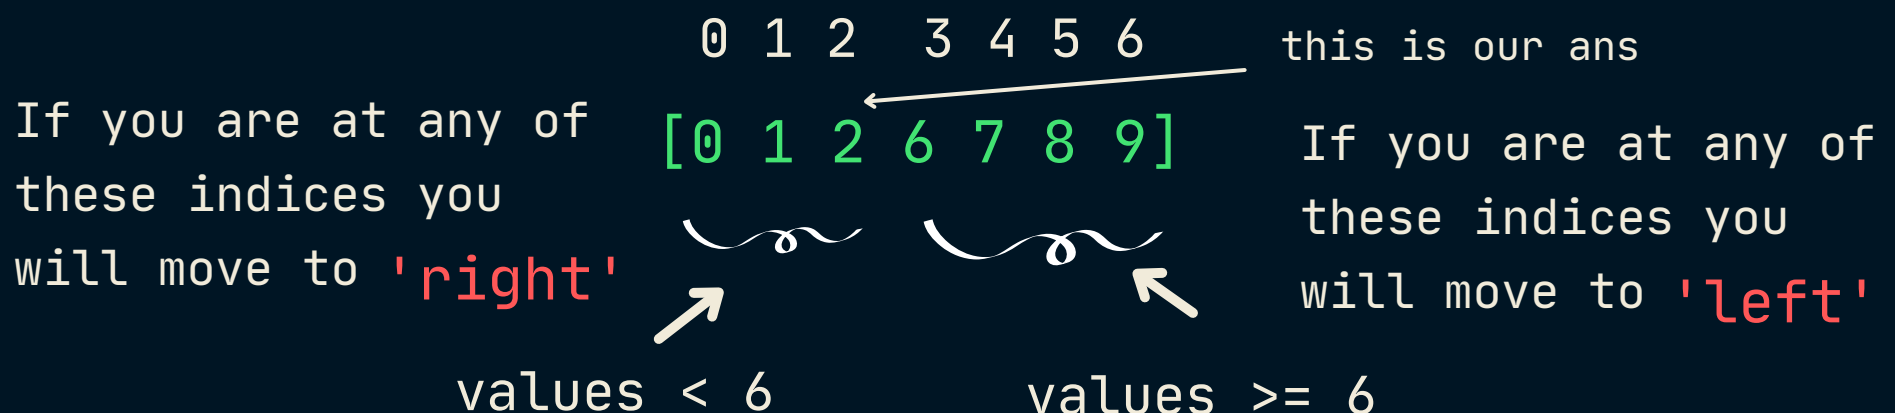 0 1 2 3 4 5 6
this is our ans
If you are at any of
these indices you
will move to 'right'
[0 1 2 6 7 8 9]
If you are at any of
these indices you
will move to 'left'
values < 6
values >= 6